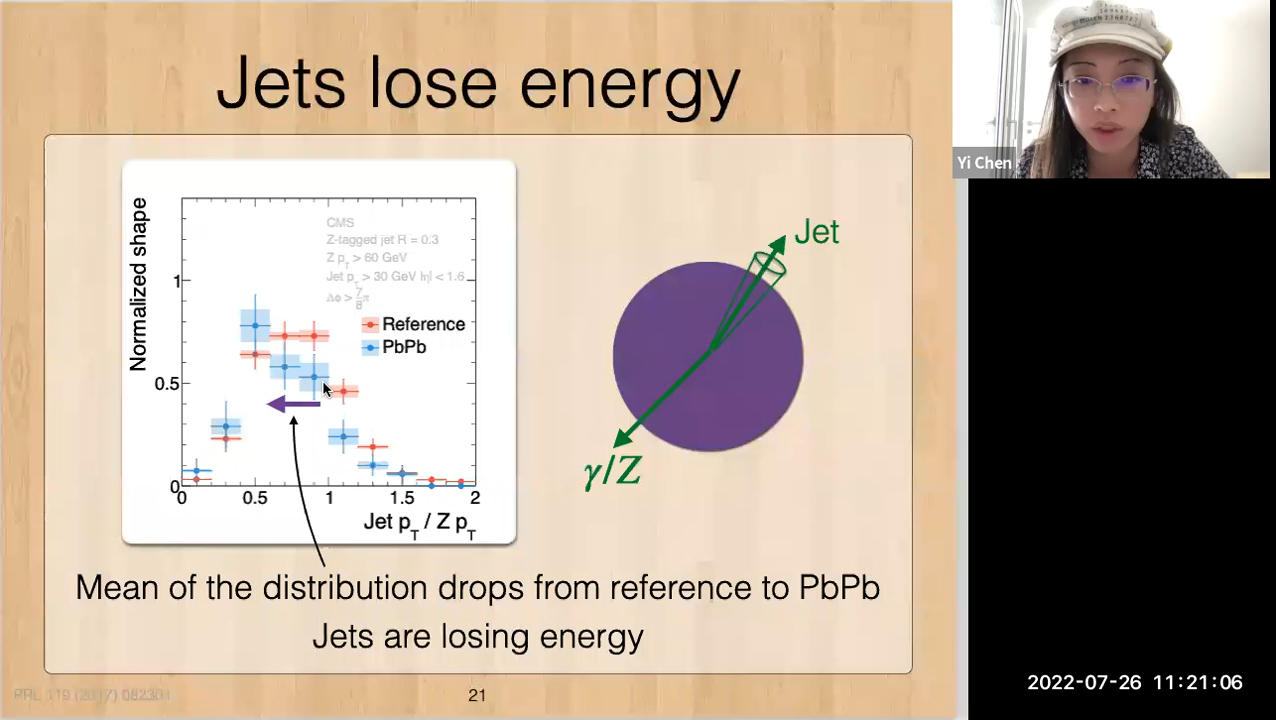 Jets lose energy
Normalized shape
CMS
Z-tagged jet R = 0.3
Z p_T > 60 GeV
Jet p_T > 30 GeV |η| < 1.6
Δφ > 7/8 π
Reference
PbPb
1
0.5
0
0
0.5
1
1.5
2
Jet p_T / Z p_T
Jet
γ/Z
Mean of the distribution drops from reference to PbPb
Jets are losing energy
PRL 119 (2017) 082301
21
Yi Chen
2022-07-26 11:21:06